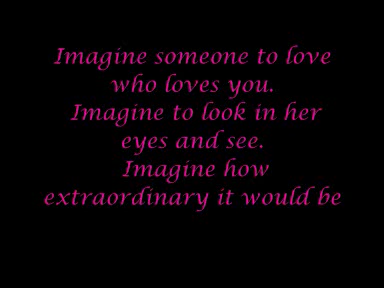 Imagine someone to love
who loves you.
Imagine to look in her
eyes and see.
Imagine how
extraordinary it would be